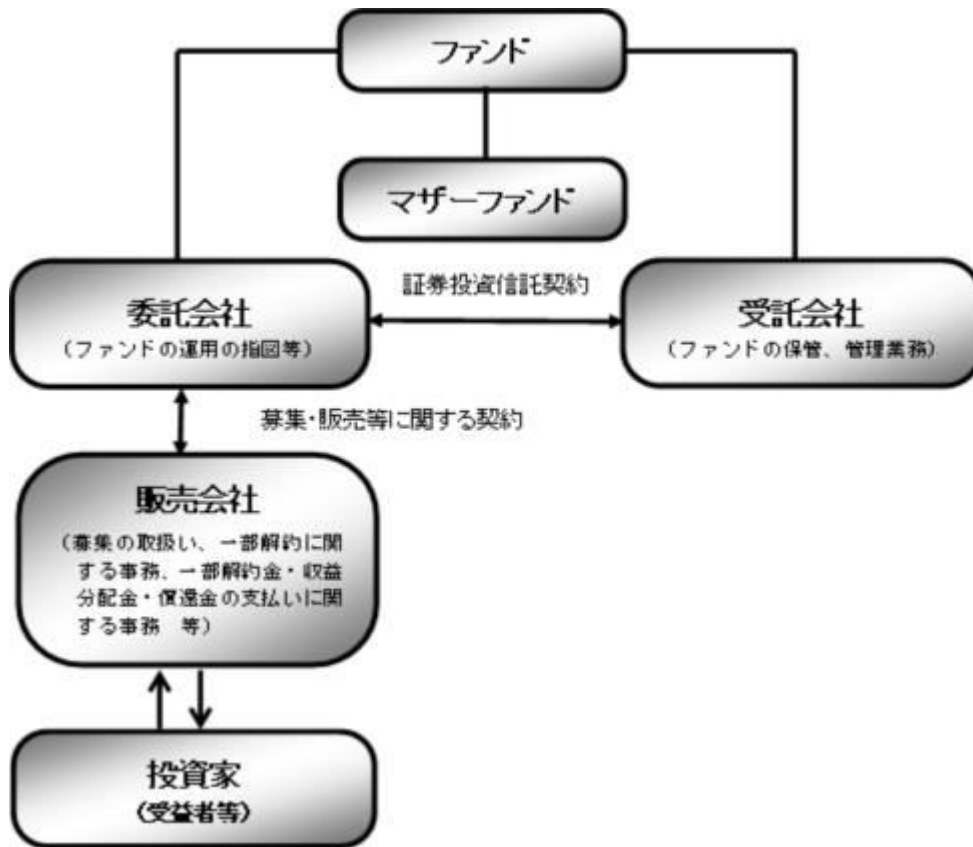 ファンド
マザーファンド
証券投資信託契約
委託会社
(ファンドの運用の指図等)
受託会社
(ファンドの保管、管理業務)
募集・販売等に関する契約
販売会社
(募集の取扱い、一部解約に関
する事務、一部解約金・収益
分配金・償還金の支払いに関
する事務　等)
投資家
(受益者等)